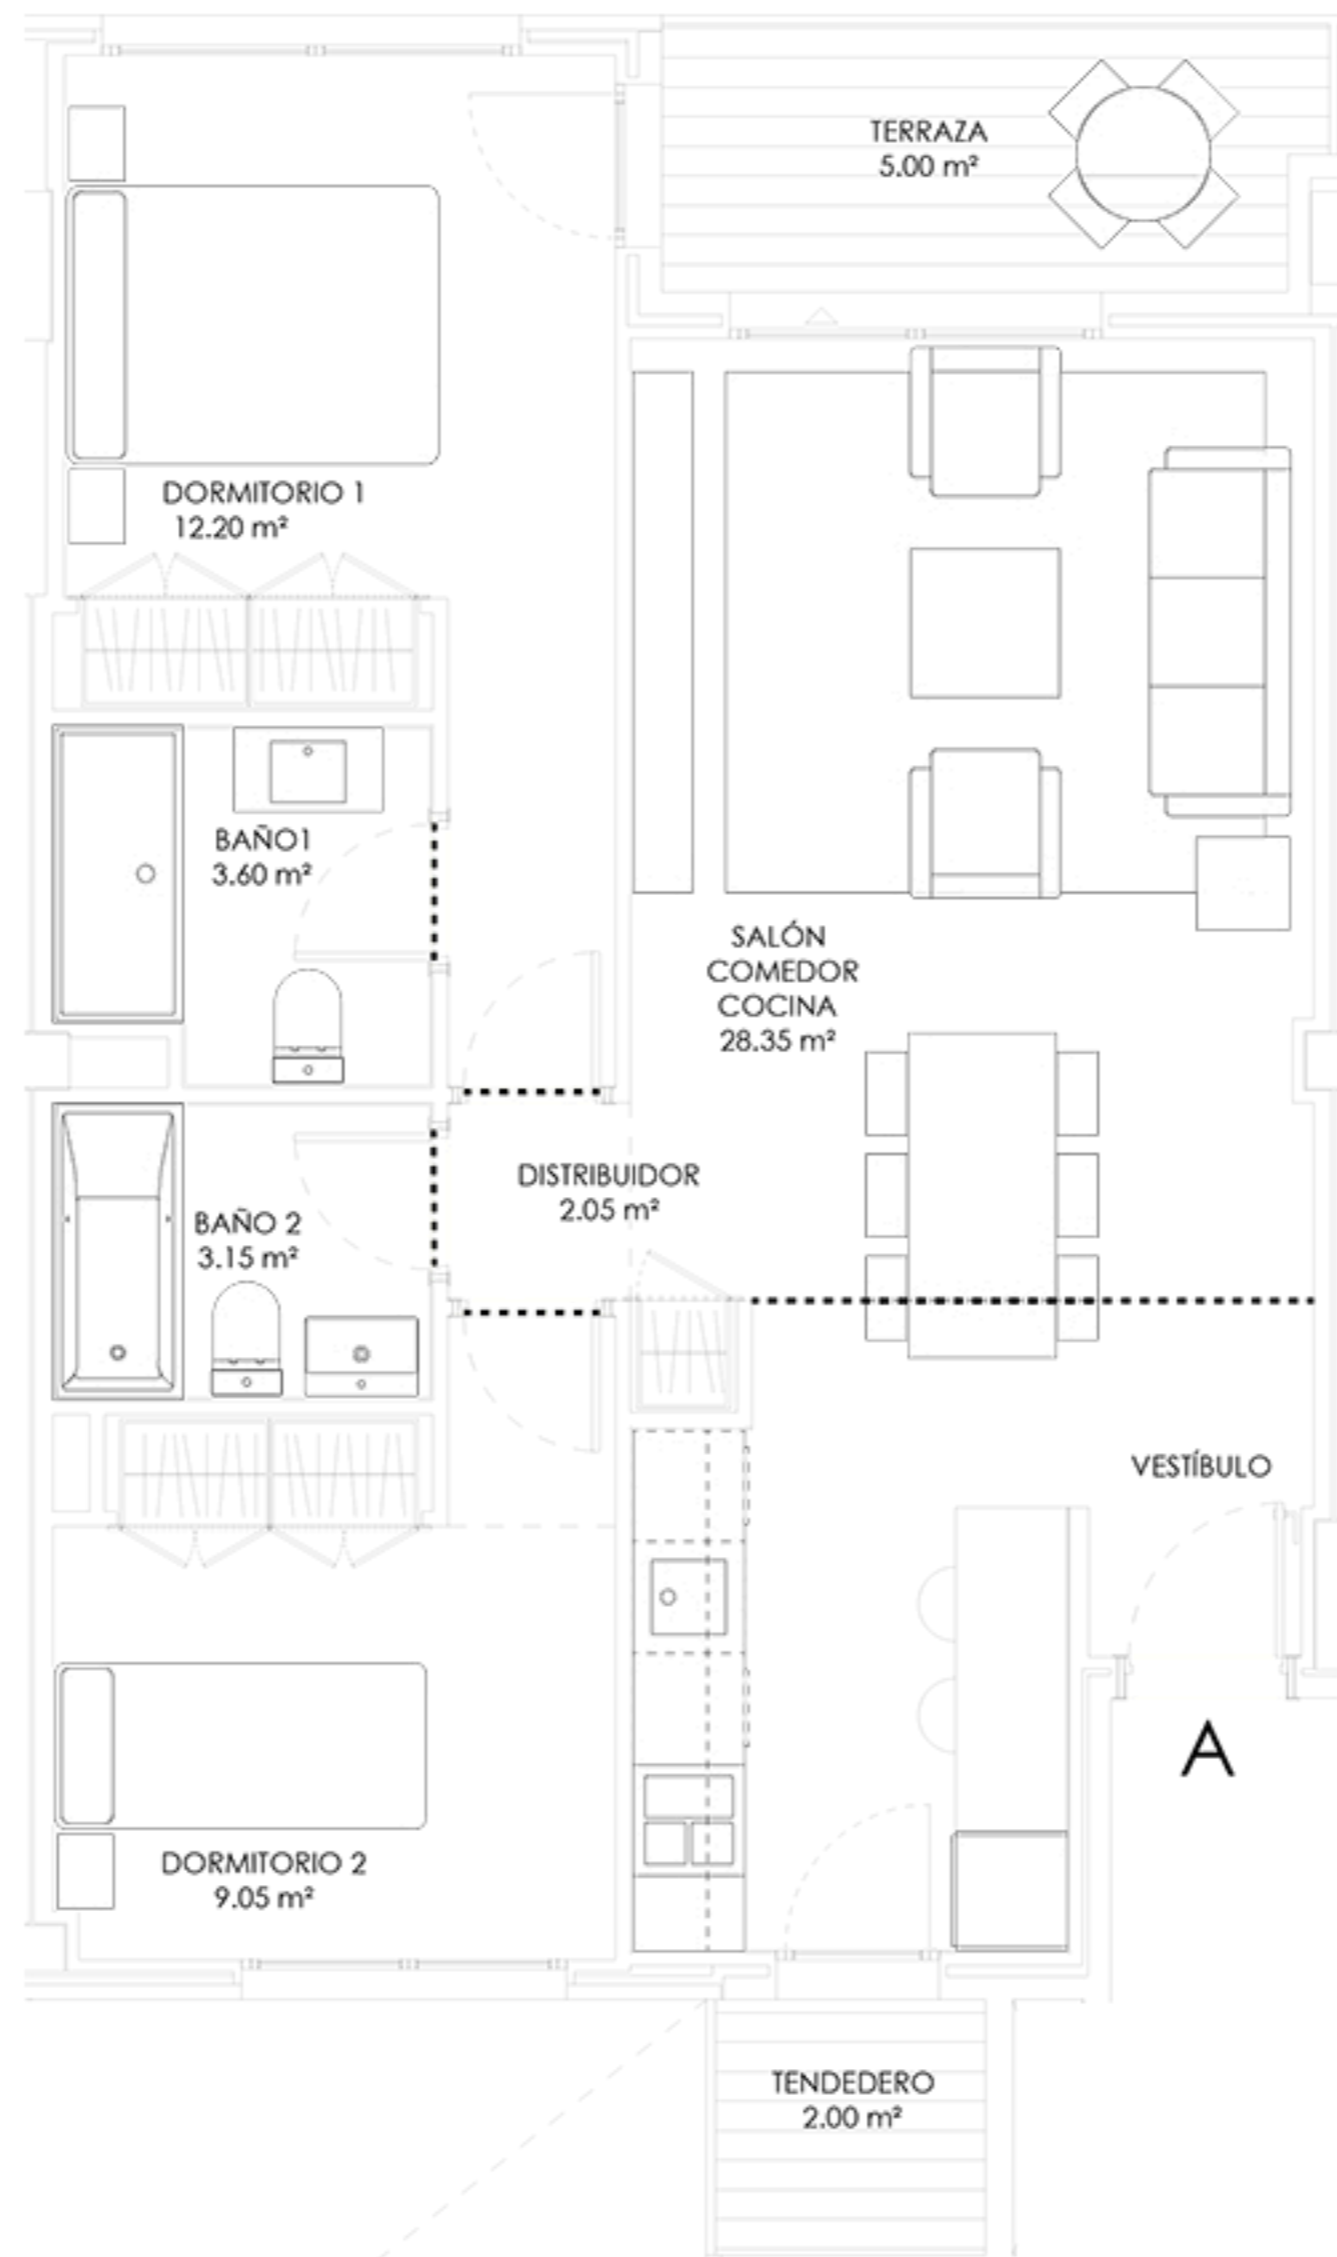 TERRAZA
5.00 m²
DORMITORIO 1
12.20 m²
BAÑO1
3.60 m²
SALÓN
COMEDOR
COCINA
28.35 m²
DISTRIBUIDOR
2.05 m²
BAÑO 2
3.15 m²
VESTÍBULO
A
DORMITORIO 2
9.05 m²
TENDEDERO
2.00 m²